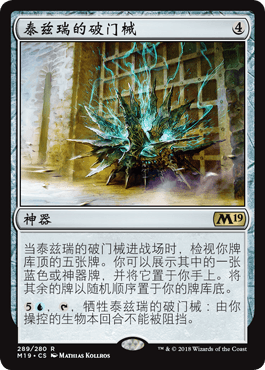 泰兹瑞的破门械 4
神器 M19
当泰兹瑞的破门械进战场时，检视你牌
库顶的五张牌。你可以展示其中的一张
蓝色或神器牌，并将它置于你手上。将
其余的牌以随机顺序置于你的牌库底。
5，，牺牲泰兹瑞的破门械：由你
操控的生物本回合不能被阻挡。
289/280 R
M19 • CS MATHIAS KOLLROS
™ & © 2018 Wizards of the Coast